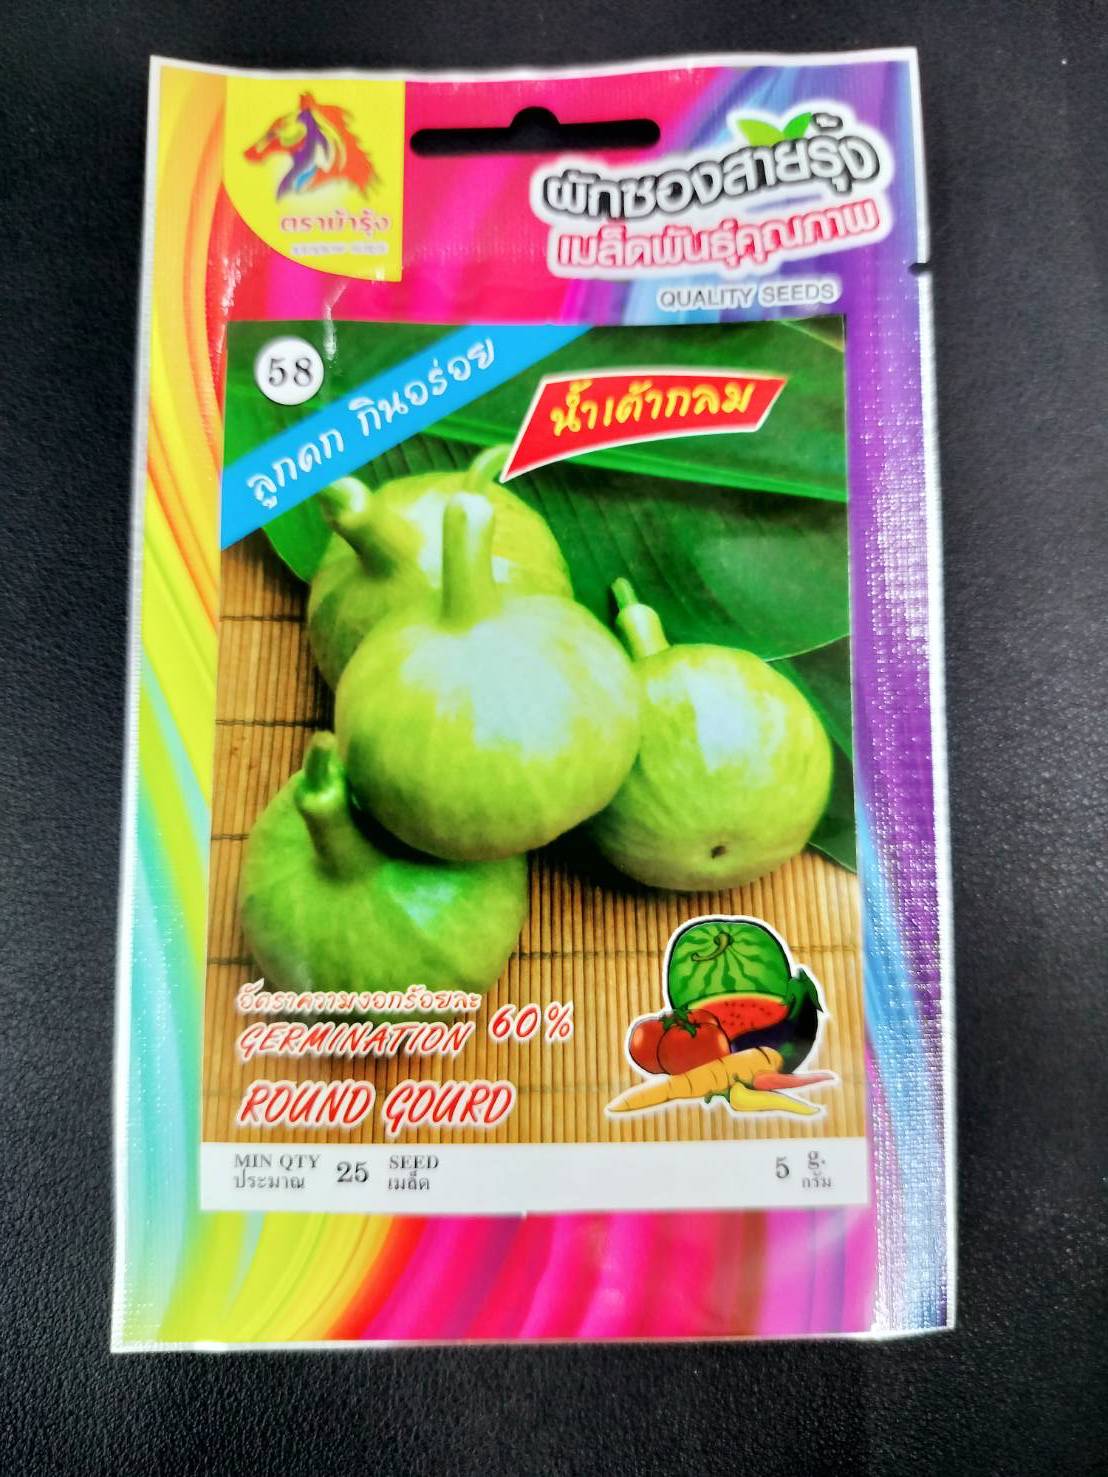 ตราม้ารุ้ง
ผักซองสายรุ้ง
เมล็ดพันธุ์คุณภาพ
QUALITY SEEDS
58
ลูกดก กินอร่อย
น้ำเต้ากลม
อัตราความงอกร้อยละ
GERMINATION 60%
ROUND GOURD
MIN QTY 25 SEED 5 g.
ประมาณ เมล็ด กรัม